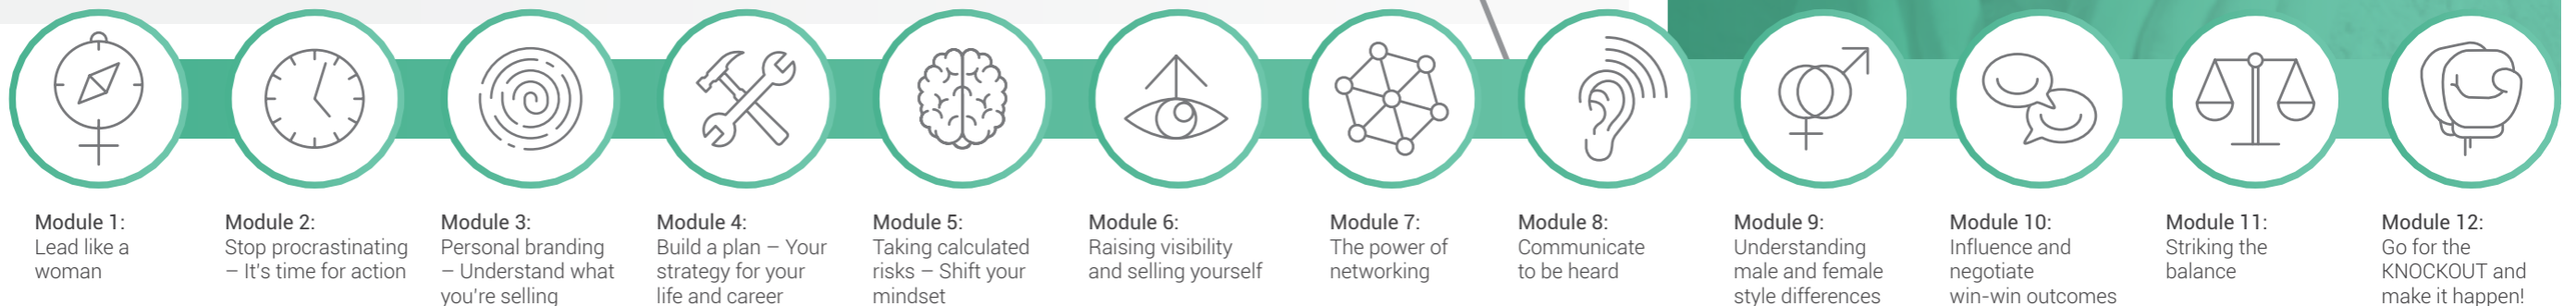 Module 1:
Lead like a
woman
Module 2:
Stop procrastinating
– It's time for action
Module 3:
Personal branding
– Understand what
you're selling
Module 4:
Build a plan – Your
strategy for your
life and career
Module 5:
Taking calculated
risks – Shift your
mindset
Module 6:
Raising visibility
and selling yourself
Module 7:
The power of
networking
Module 8:
Communicate
to be heard
Module 9:
Understanding
male and female
style differences
Module 10:
Influence and
negotiate
win-win outcomes
Module 11:
Striking the
balance
Module 12:
Go for the
KNOCKOUT and
make it happen!